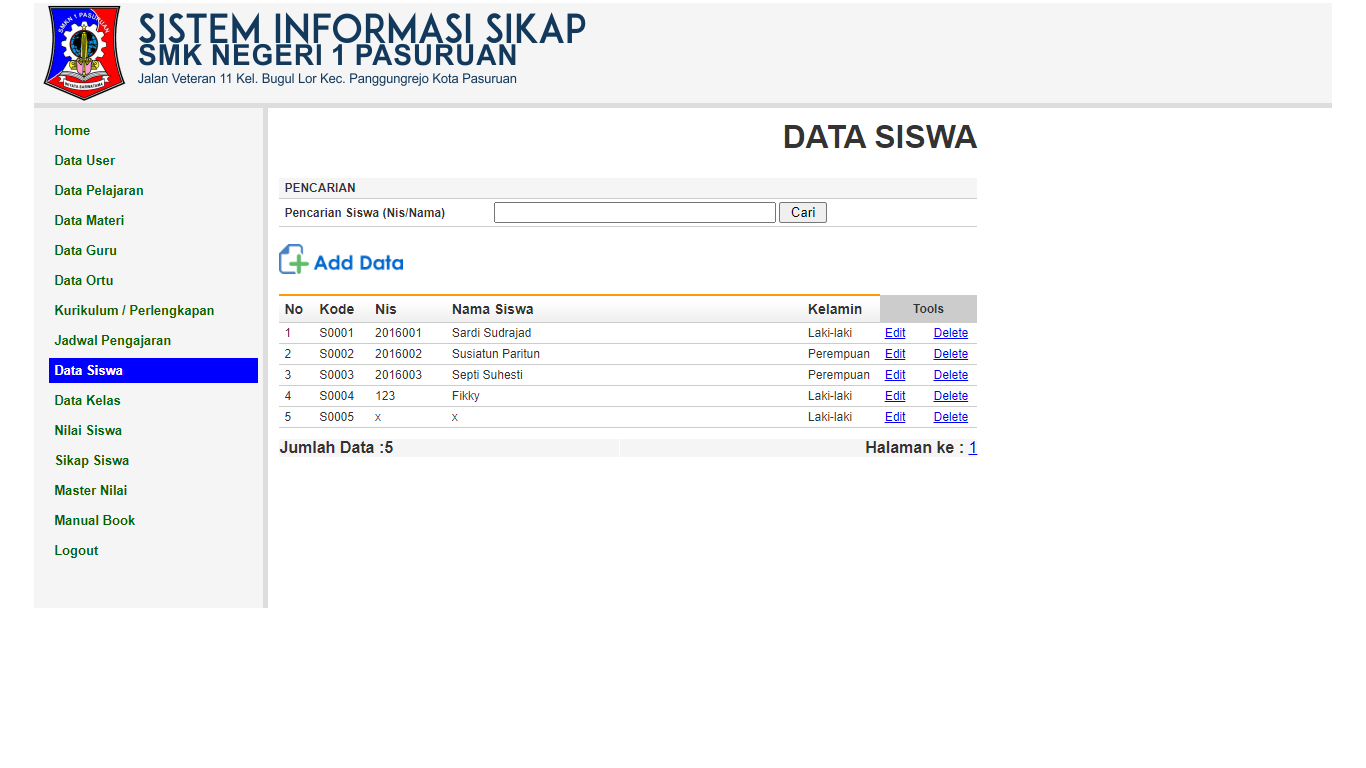 SMKN 1 PASURUAN
SISTEM INFORMASI SIKAP
SMK NEGERI 1 PASURUAN
Jalan Veteran 11 Kel. Bugul Lor Kec. Panggungrejo Kota Pasuruan
Home
Data User
Data Pelajaran
Data Materi
Data Guru
Data Ortu
Kurikulum / Perlengkapan
Jadwal Pengajaran
Data Siswa
Data Kelas
Nilai Siswa
Sikap Siswa
Master Nilai
Manual Book
Logout
DATA SISWA
PENCARIAN
Pencarian Siswa (Nis/Nama) Cari
Add Data
No Kode Nis Nama Siswa Kelamin Tools
1 S0001 2016001 Sardi Sudrajad Laki-laki Edit Delete
2 S0002 2016002 Susiatun Paritun Perempuan Edit Delete
3 S0003 2016003 Septi Suhesti Perempuan Edit Delete
4 S0004 123 Fikky Laki-laki Edit Delete
5 S0005 x x Laki-laki Edit Delete
Jumlah Data :5 Halaman ke : 1